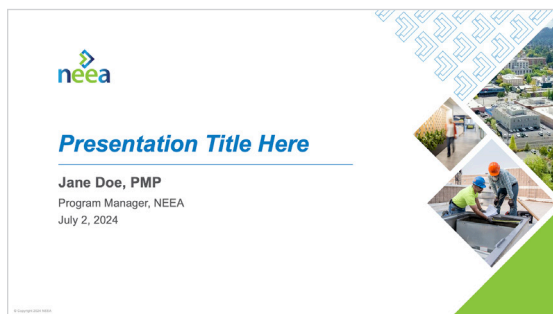 neea
Presentation Title Here
Jane Doe, PMP
Program Manager, NEEA
July 2, 2024